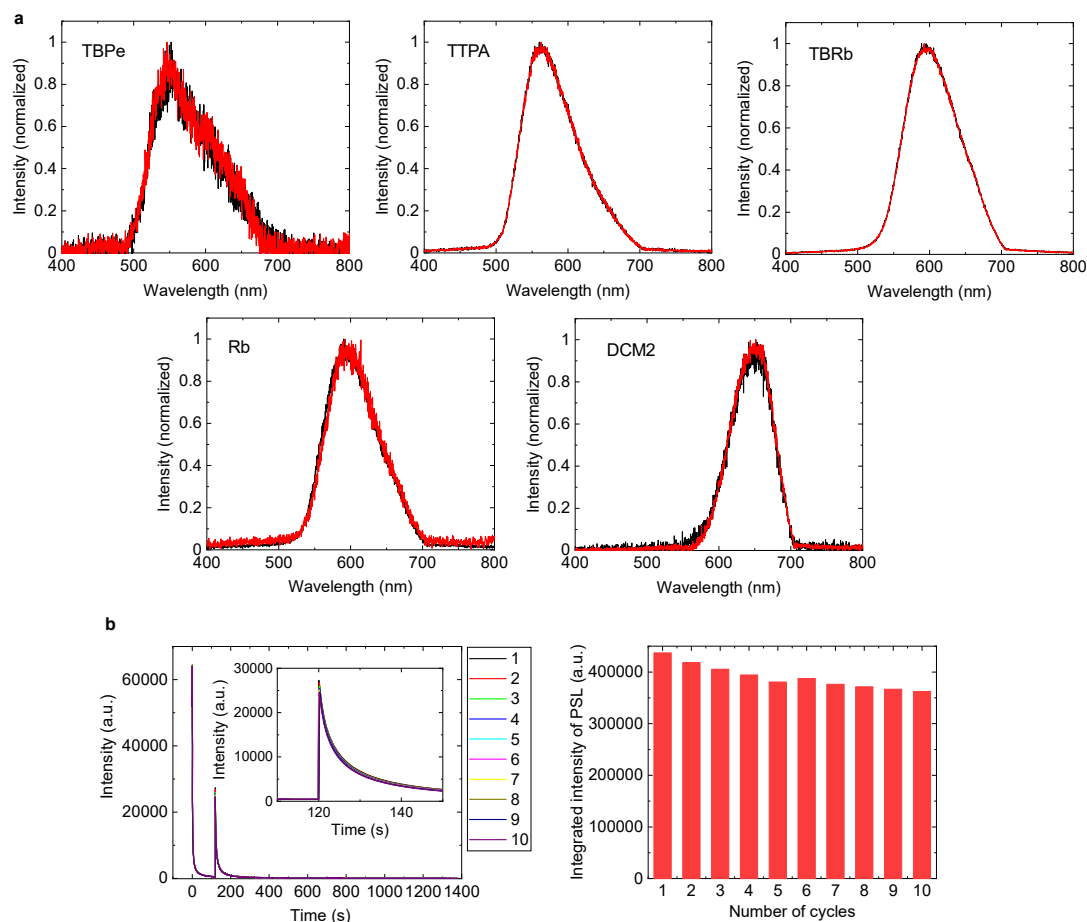 a
TBPe
Intensity (normalized)
1
0.8
0.6
0.4
0.2
0
400 500 600 700 800
Wavelength (nm)
TTPA
Intensity (normalized)
1
0.8
0.6
0.4
0.2
0
400 500 600 700 800
Wavelength (nm)
TBRb
Intensity (normalized)
1
0.8
0.6
0.4
0.2
0
400 500 600 700 800
Wavelength (nm)
Rb
Intensity (normalized)
1
0.8
0.6
0.4
0.2
0
400 500 600 700 800
Wavelength (nm)
DCM2
Intensity (normalized)
1
0.8
0.6
0.4
0.2
0
400 500 600 700 800
Wavelength (nm)
b
Intensity (a.u.)
60000
40000
20000
0
0 200 400 600 800 1000 1200 1400
Time (s)
Intensity (a.u.)
30000
20000
10000
0
120 140
Time (s)
1
2
3
4
5
6
7
8
9
10
Integrated intensity of PSL (a.u.)
400000
300000
200000
100000
0
1 2 3 4 5 6 7 8 9 10
Number of cycles